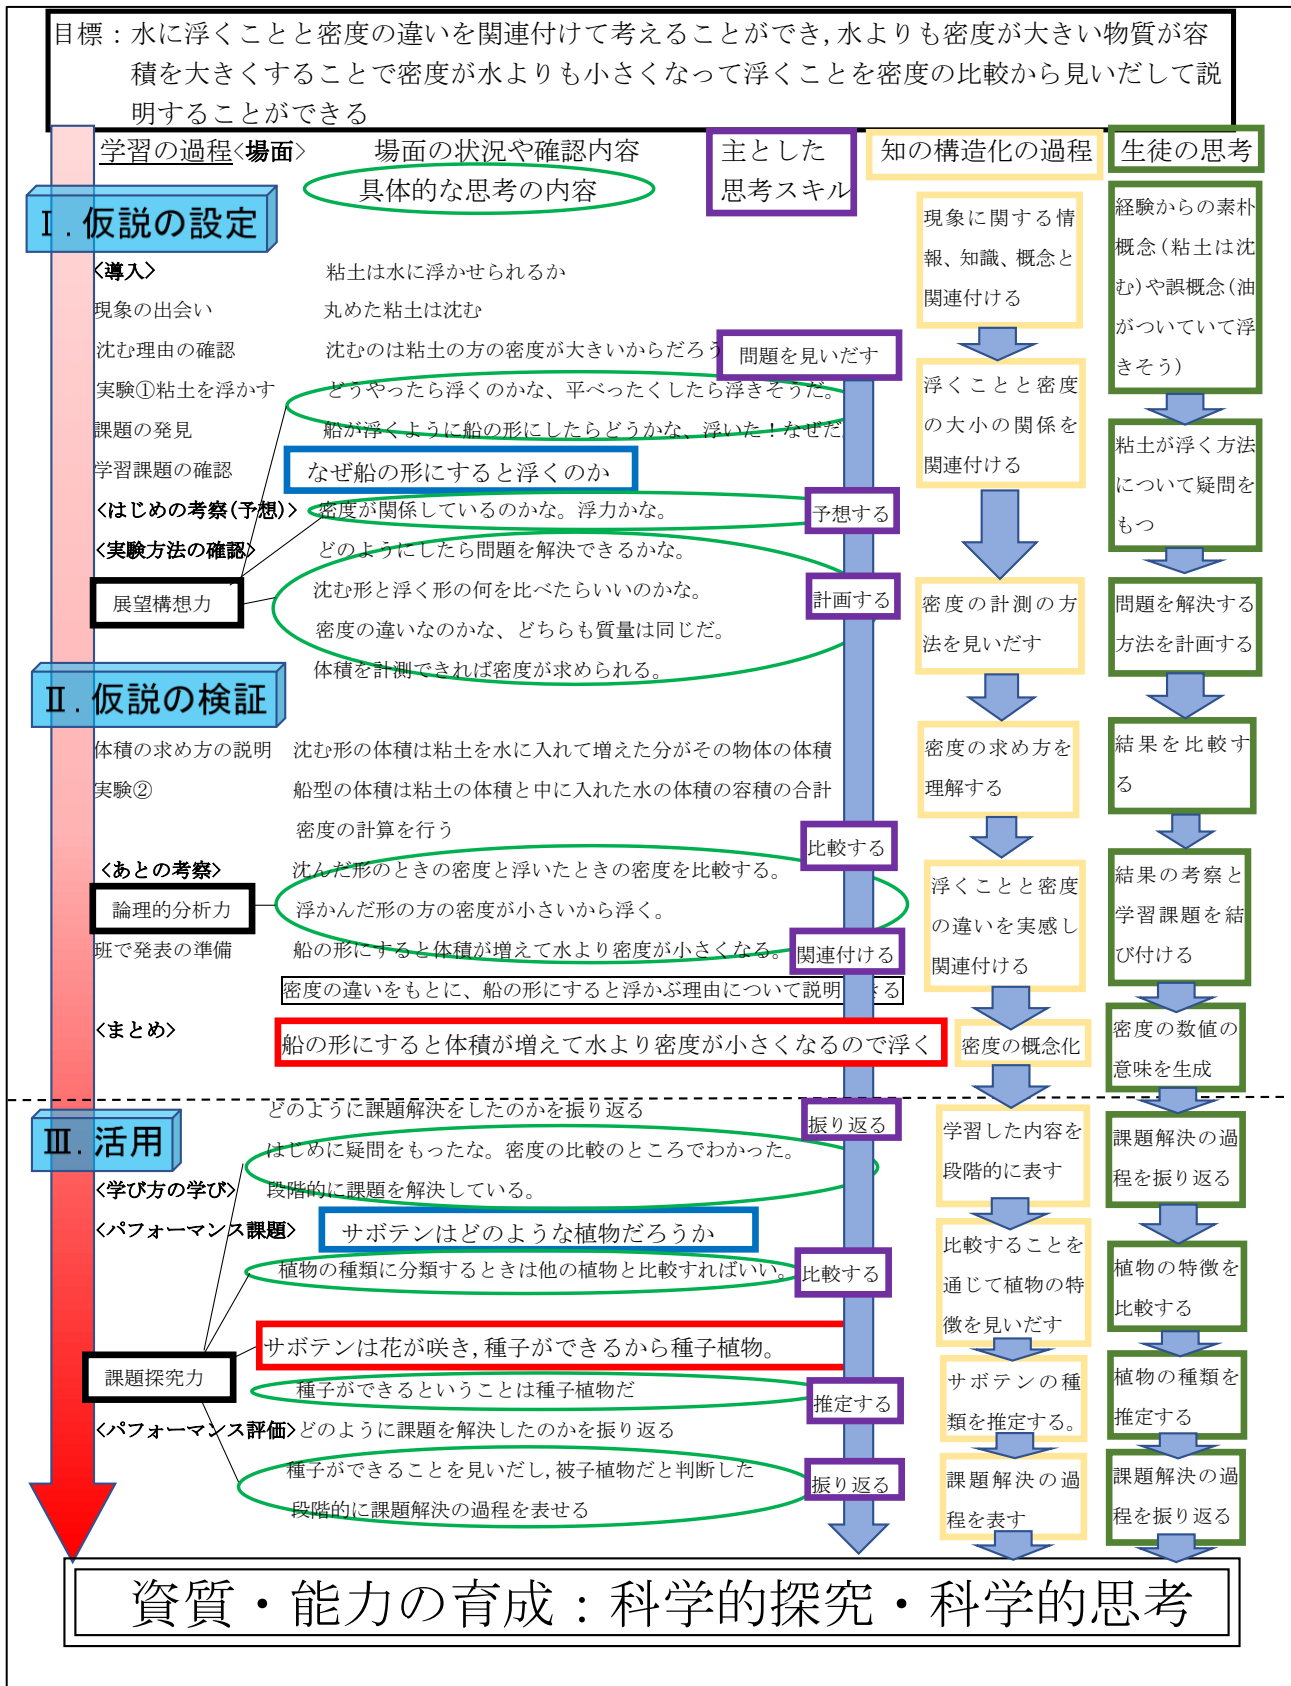 目標：水に浮くことと密度の違いを関連付けて考えることができ,水よりも密度が大きい物質が容
積を大きくすることで密度が水よりも小さくなって浮くことを密度の比較から見いだして説
明することができる
学習の過程<場面>
場面の状況や確認内容
具体的な思考の内容
主とした
思考スキル
知の構造化の過程
生徒の思考
Ⅰ.仮説の設定
<導入>
粘土は水に浮かせられるか
現象の出会い
丸めた粘土は沈む
沈む理由の確認
沈むのは粘土の方の密度が大きいからだろう
問題を見いだす
実験①粘土を浮かす
どうやったら浮くのかな、平べったくしたら浮きそうだ。
課題の発見
船が浮くように船の形にしたらどうかな、浮いた！なぜだ
学習課題の確認
なぜ船の形にすると浮くのか
<はじめの考察(予想)>
密度が関係しているのかな。浮力かな。
予想する
<実験方法の確認>
どのようにしたら問題を解決できるかな。
展望構想力
沈む形と浮く形の何を比べたらいいのかな。
計画する
密度の違いなのかな、どちらも質量は同じだ。
体積を計測できれば密度が求められる。
Ⅱ.仮説の検証
体積の求め方の説明
沈む形の体積は粘土を水に入れて増えた分がその物体の体積
実験②
船型の体積は粘土の体積と中に入れた水の体積の容積の合計
密度の計算を行う
比較する
<あとの考察>
沈んだ形のときの密度と浮いたときの密度を比較する。
論理的分析力
浮かんだ形の方の密度が小さいから浮く。
班で発表の準備
船の形にすると体積が増えて水より密度が小さくなる。
関連付ける
密度の違いをもとに、船の形にすると浮かぶ理由について説明
きる
<まとめ>
船の形にすると体積が増えて水より密度が小さくなるので浮く
どのように課題解決をしたのかを振り返る
振り返る
Ⅲ.活用
はじめに疑問をもったな。密度の比較のところでわかった。
<学び方の学び>
段階的に課題を解決している。
<パフォーマンス課題>
サボテンはどのような植物だろうか
植物の種類に分類するときは他の植物と比較すればいい。
比較する
サボテンは花が咲き,種子ができるから種子植物。
課題探究力
種子ができるということは種子植物だ
推定する
<パフォーマンス評価>どのように課題を解決したのかを振り返る
種子ができることを見いだし,被子植物だと判断した
段階的に課題解決の過程を表せる
振り返る
現象に関する情
報、知識、概念と
関連付ける
浮くことと密度
の大小の関係を
関連付ける
密度の計測の方
法を見いだす
密度の求め方を
理解する
浮くことと密度
の違いを実感し
関連付ける
密度の概念化
学習した内容を
段階的に表す
比較することを
通じて植物の特
徴を見いだす
サボテンの種
類を推定する。
課題解決の過
程を表す
経験からの素朴
概念(粘土は沈
む)や誤概念(油
がついていて浮
きそう)
粘土が浮く方法
について疑問を
もつ
問題を解決する
方法を計画する
結果を比較す
る
結果の考察と
学習課題を結
び付ける
密度の数値の
意味を生成
課題解決の過
程を振り返る
植物の特徴を
比較する
植物の種類を
推定する
課題解決の過
程を振り返る
資質・能力の育成：科学的探究・科学的思考